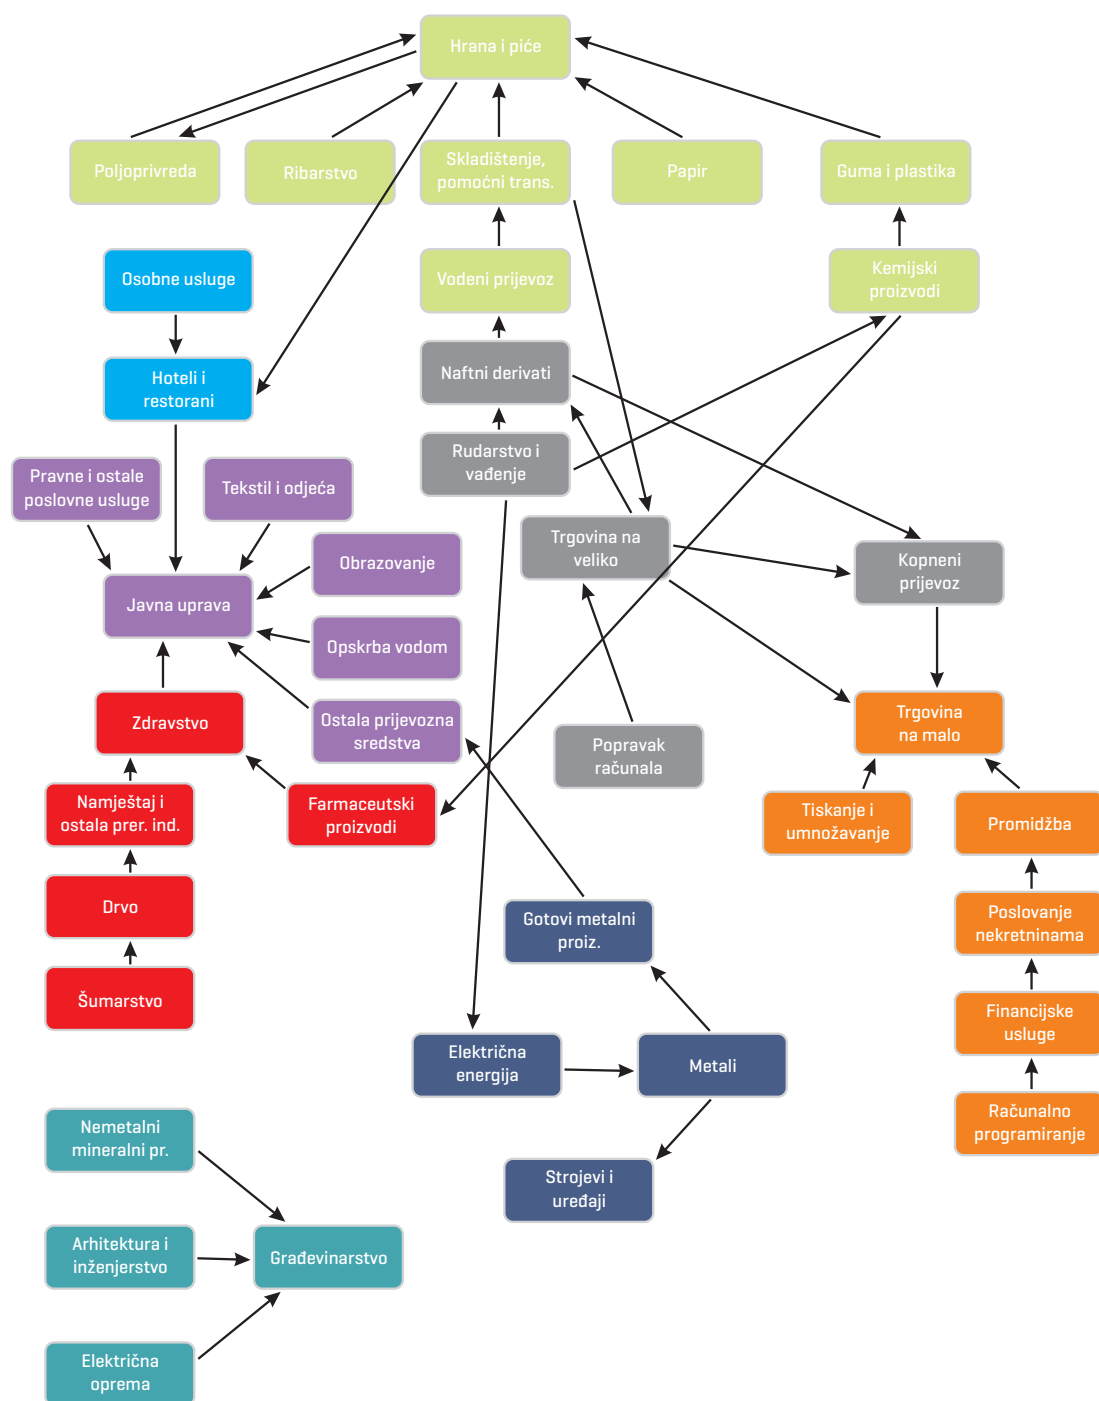 Hrana i piće
Poljoprivreda
Ribarstvo
Skladištenje,
pomoćni trans.
Papir
Guma i plastika
Osobne usluge
Vodeni prijevoz
Kemijski
proizvodi
Hoteli i
restorani
Naftni derivati
Rudarstvo i
vađenje
Pravne i ostale
poslovne usluge
Tekstil i odjeća
Trgovina na
veliko
Obrazovanje
Kopneni
prijevoz
Javna uprava
Opskrba vodom
Zdravstvo
Ostala prijevozna
sredstva
Popravak
računala
Trgovina
na malo
Namještaj i
ostala prer. ind.
Farmaceutski
proizvodi
Tiskanje i
umnožavanje
Promidžba
Drvo
Gotovi metalni
proiz.
Poslovanje
nekretninama
Šumarstvo
Financijske
usluge
Električna
energija
Metali
Računalno
programiranje
Nemetalni
mineralni pr.
Strojevi i
uređaji
Arhitektura i
inženjerstvo
Građevinarstvo
Električna
oprema